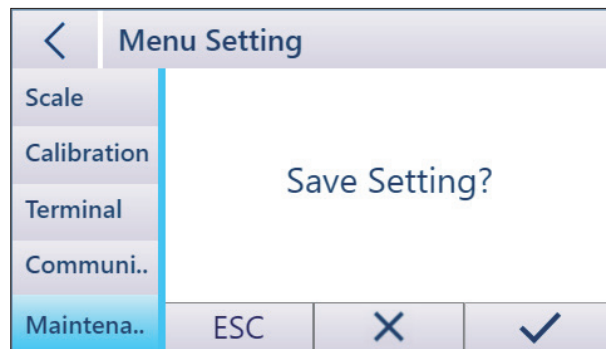 Menu Setting
Scale
Calibration
Terminal
Communi..
Maintena..
Save Setting?
ESC